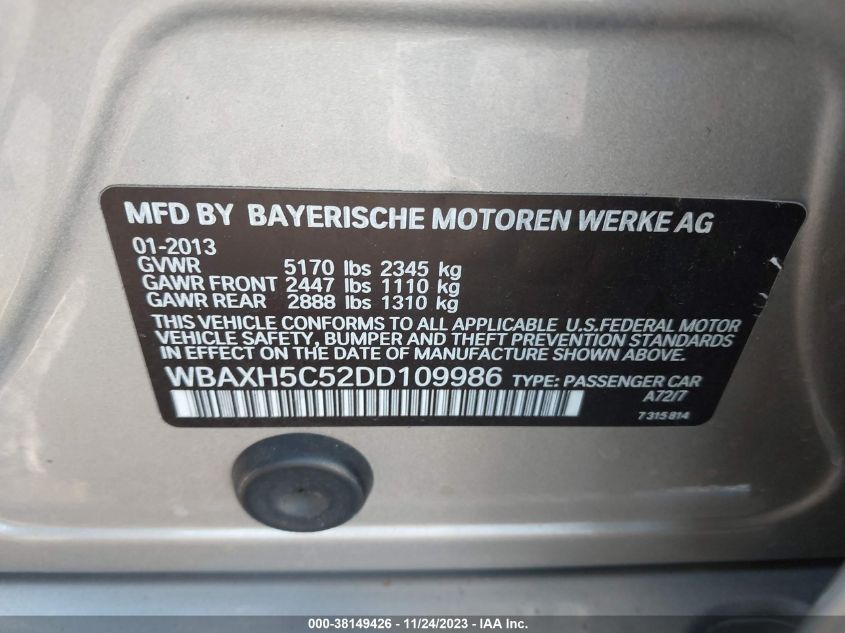 MFD BY BAYERISCHE MOTOREN WERKE AG
01-2013
GVWR 5170 lbs 2345 kg
GAWR FRONT 2447 lbs 1110 kg
GAWR REAR 2888 lbs 1310 kg
THIS VEHICLE CONFORMS TO ALL APPLICABLE U.S.FEDERAL MOTOR
VEHICLE SAFETY, BUMPER AND THEFT PREVENTION STANDARDS
IN EFFECT ON THE DATE OF MANUFACTURE SHOWN ABOVE.
WBAXH5C52DD109986 TYPE: PASSENGER CAR
A72/7
7315814
000-38149426 - 11/24/2023 - © IAA Inc.